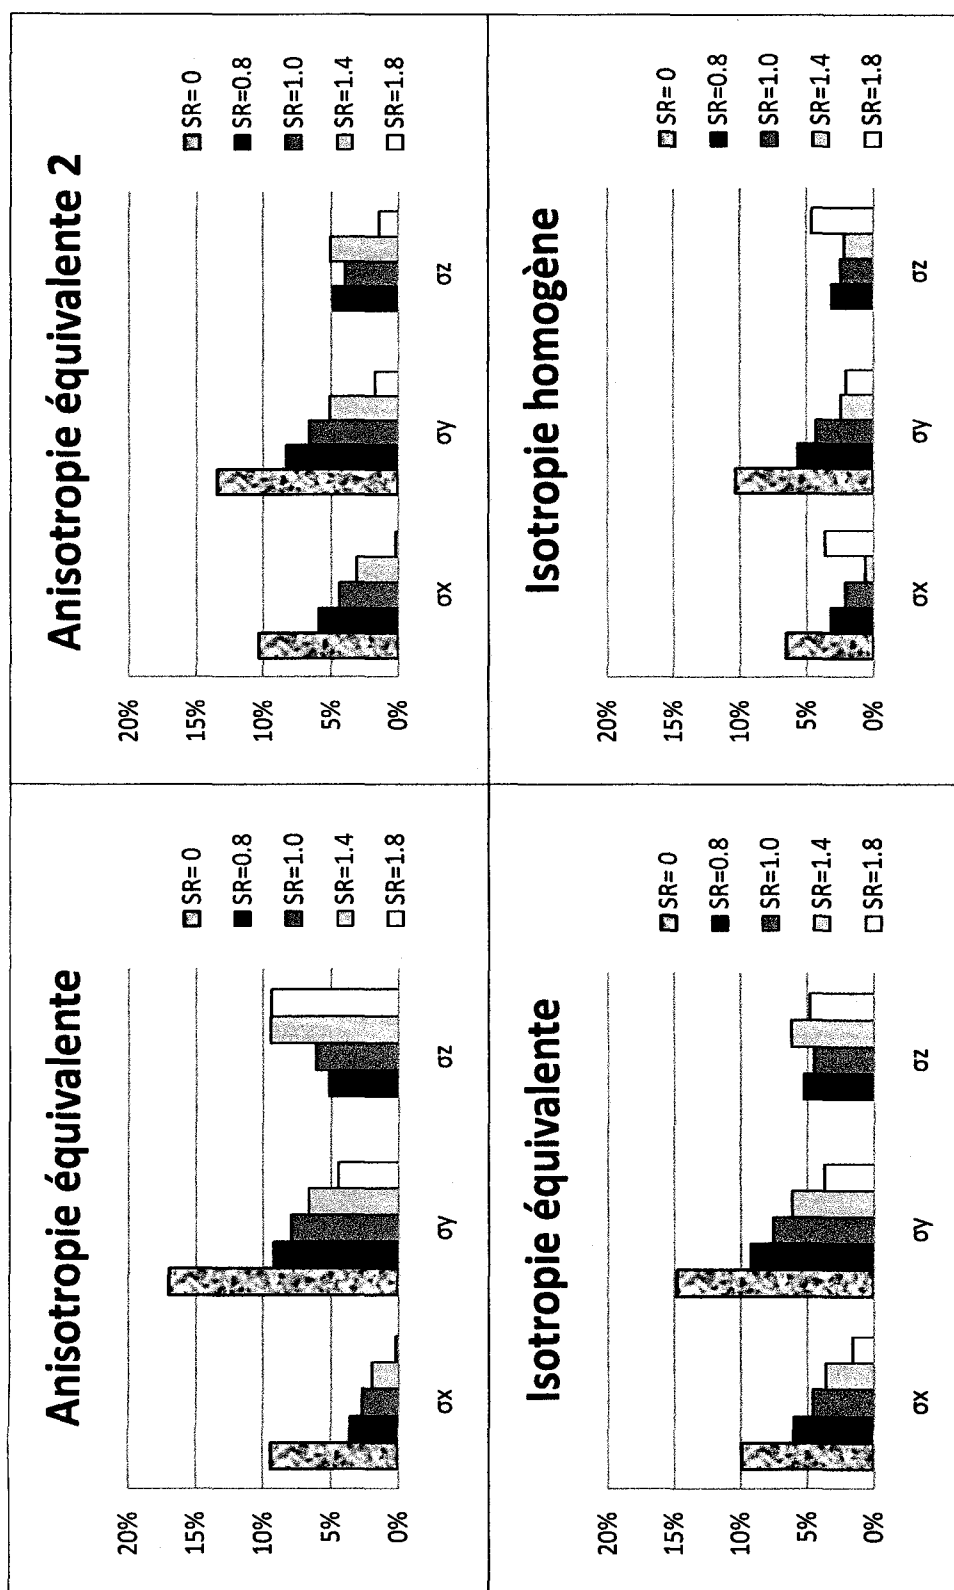 Anisotropie équivalente
20%
15%
10%
5%
0%
σx
σy
σz
SR= 0
SR=0.8
SR=1.0
SR=1.4
SR=1.8
Anisotropie équivalente 2
20%
15%
10%
5%
0%
σx
σy
σz
SR= 0
SR=0.8
SR=1.0
SR=1.4
SR=1.8
Isotropie équivalente
20%
15%
10%
5%
0%
σx
σy
σz
SR= 0
SR=0.8
SR=1.0
SR=1.4
SR=1.8
Isotropie homogène
20%
15%
10%
5%
0%
σx
σy
σz
SR= 0
SR=0.8
SR=1.0
SR=1.4
SR=1.8